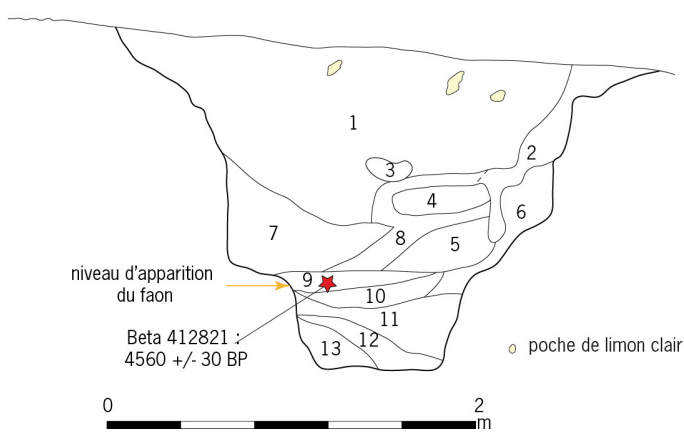 1
2
3
4
6
7
8
5
niveau d'apparition
du faon
9
10
11
Beta 412821 :
4560 +/- 30 BP
12
13
poche de limon clair
0
2
m